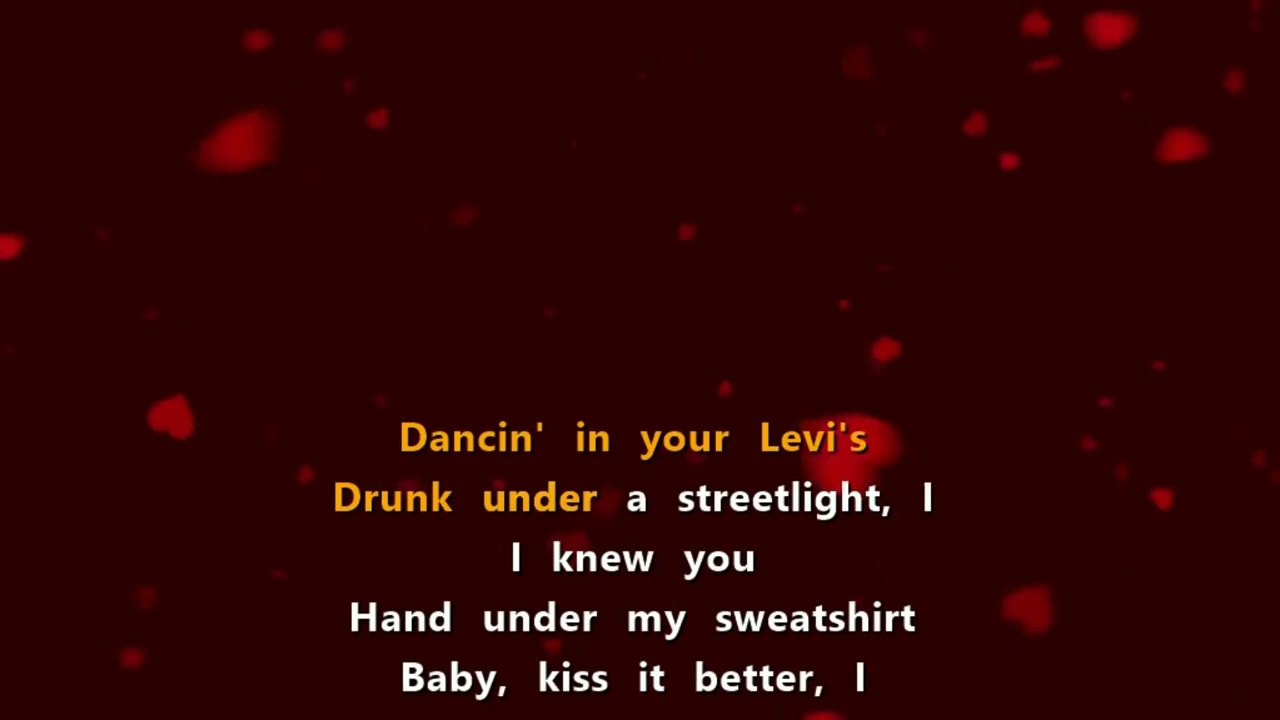 Dancin' in your Levi's
Drunk under a streetlight, I
I knew you
Hand under my sweatshirt
Baby, kiss it better, I